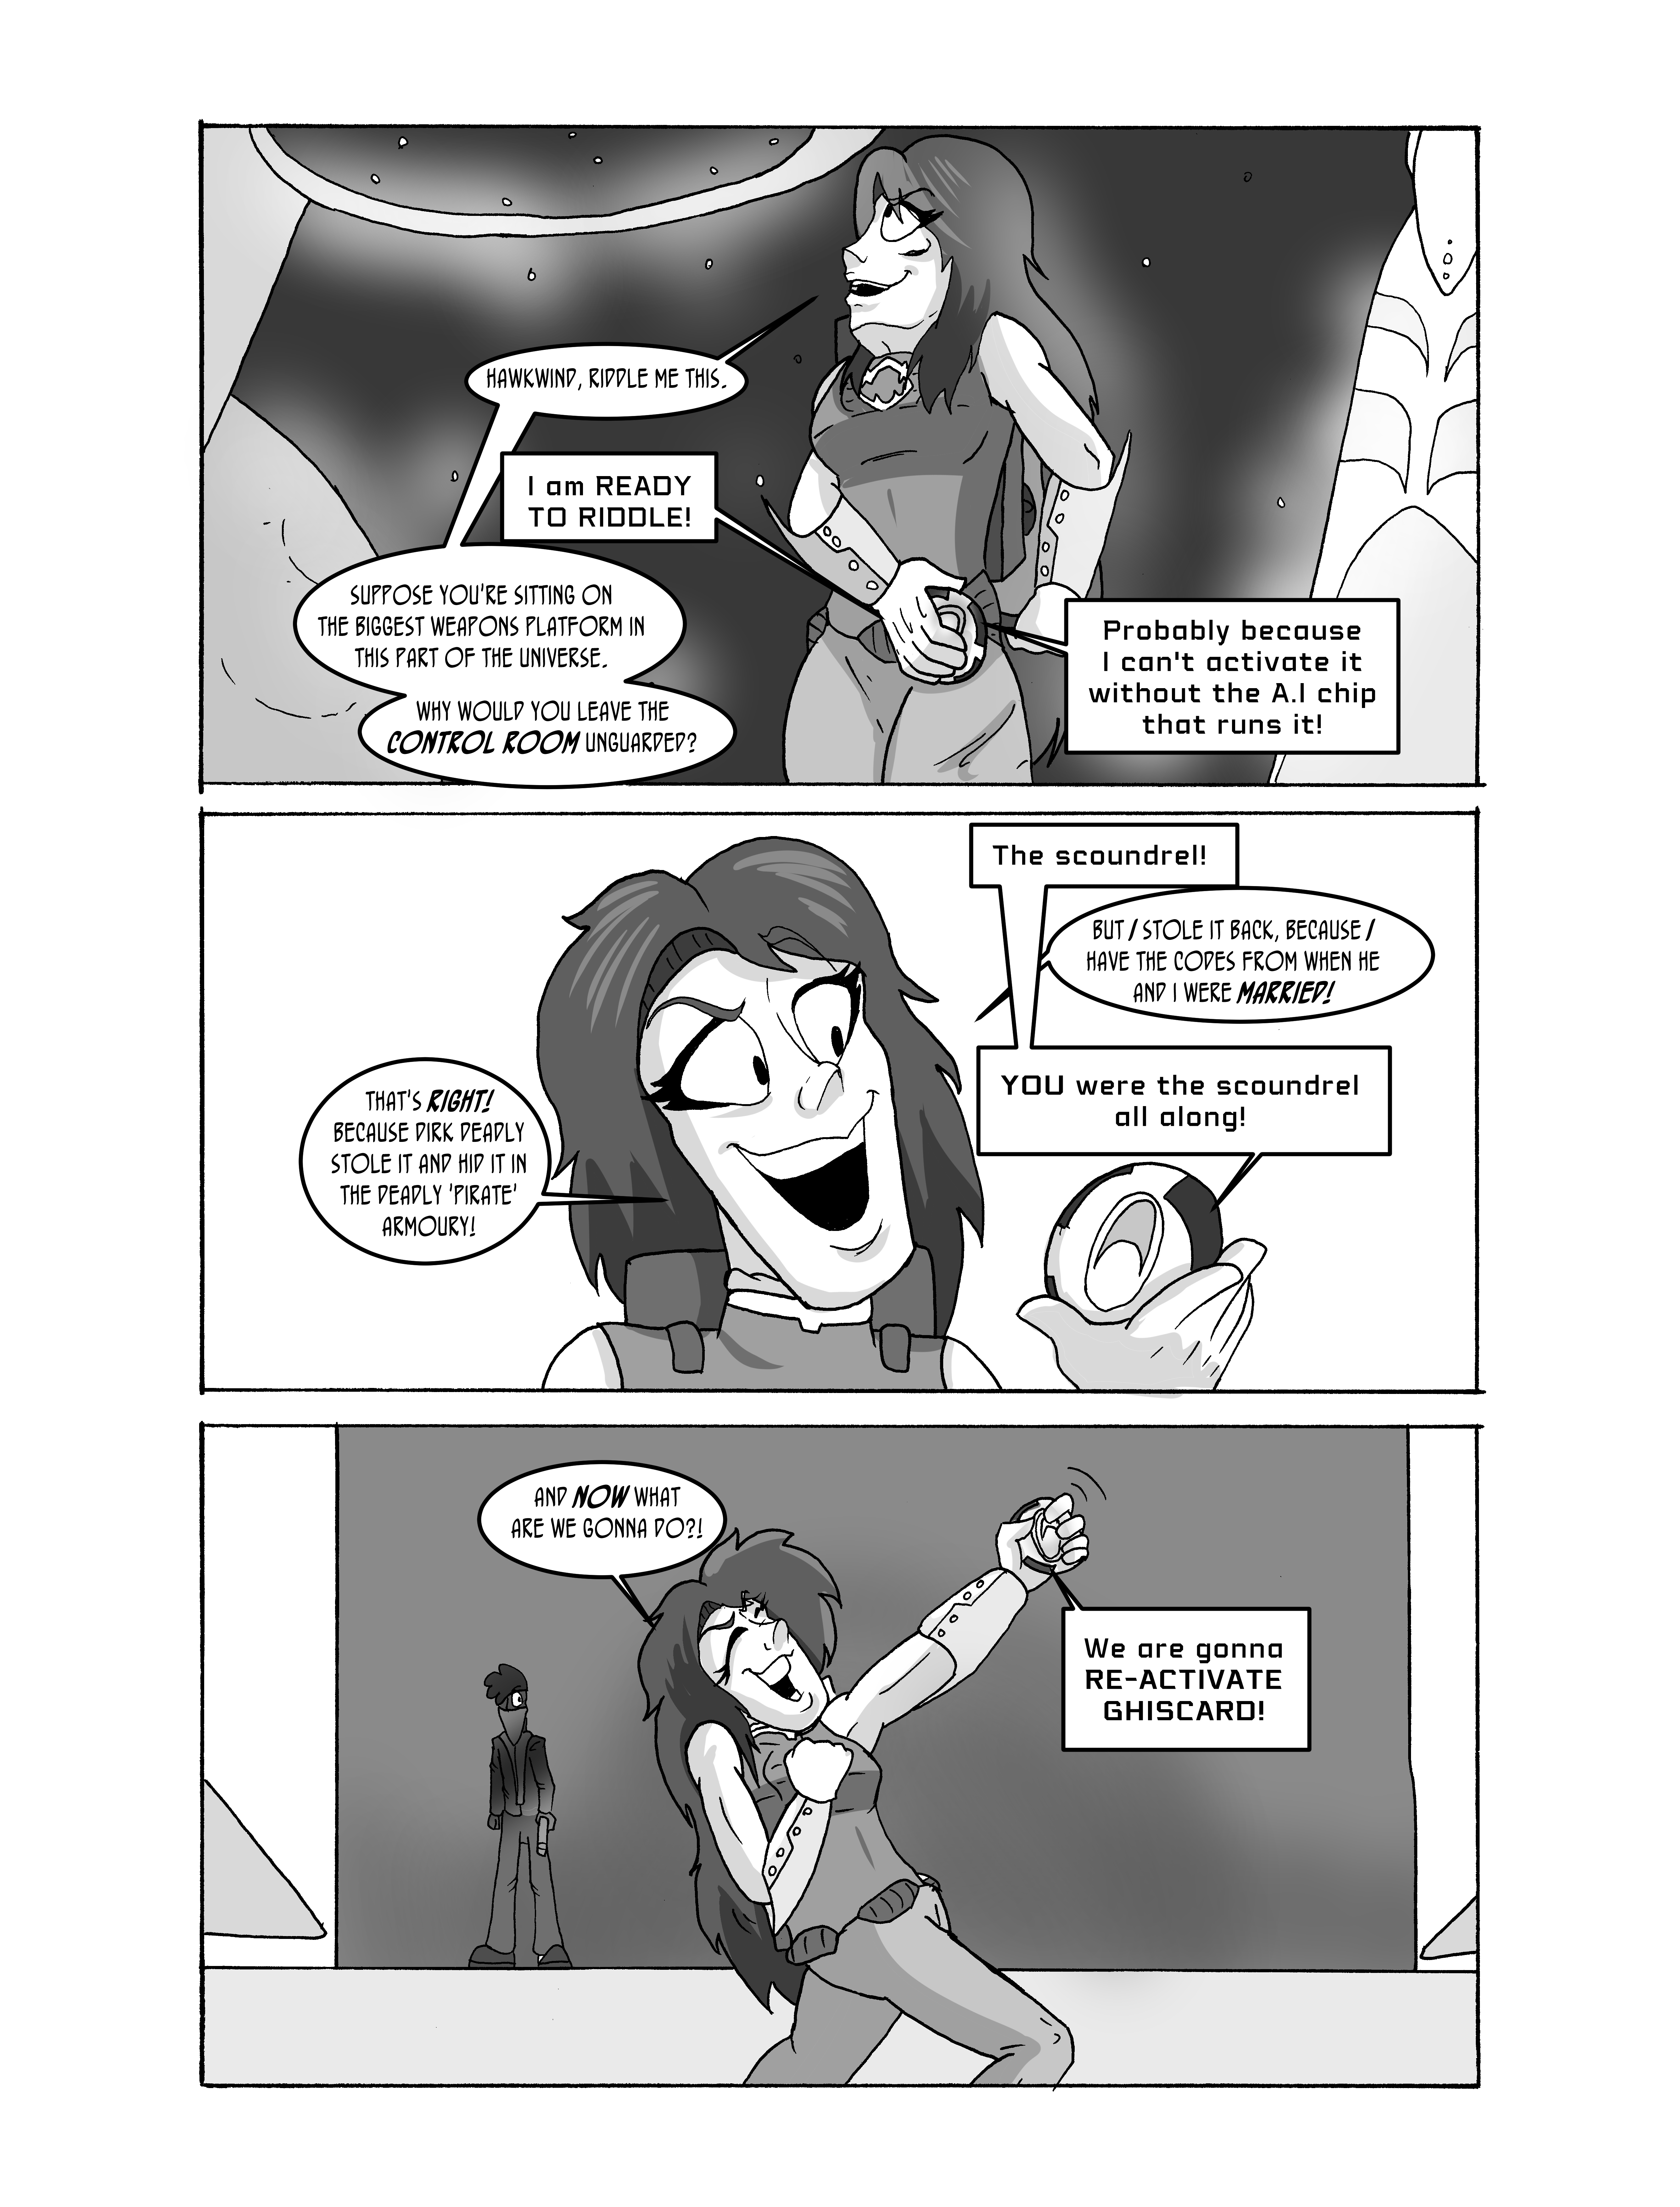 HAWKWIND, RIDDLE ME THIS.
I am READY
TO RIDDLE!
SUPPOSE YOU'RE SITTING ON
THE BIGGEST WEAPONS PLATFORM IN
THIS PART OF THE UNIVERSE.
WHY WOULD YOU LEAVE THE
CONTROL ROOM UNGUARDED?
Probably because
I can't activate it
without the A.I chip
that runs it!
THAT'S RIGHT!
BECAUSE DIRK DEADLY
STOLE IT AND HID IT IN
THE DEADLY 'PIRATE'
ARMOURY!
The scoundrel!
BUT I STOLE IT BACK, BECAUSE I
HAVE THE CODES FROM WHEN HE
AND I WERE MARRIED!
YOU were the scoundrel
all along!
AND NOW WHAT
ARE WE GONNA DO?!
We are gonna
RE-ACTIVATE
GHISCARD!